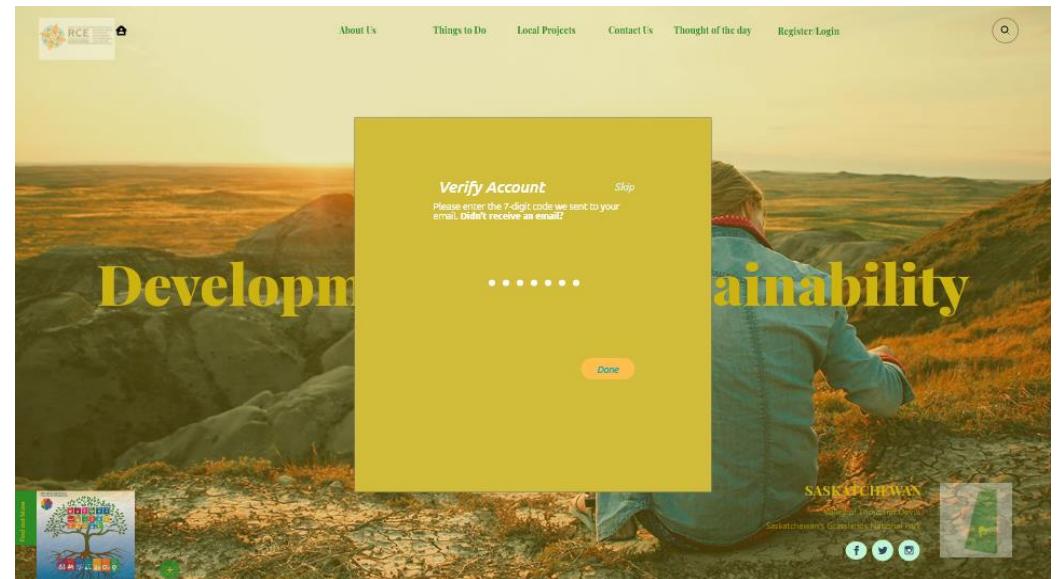 RCE
About Us
Things to Do
Local Projects
Contact Us
Thought of the day
Register/Login
Verify Account
Skip
Please enter the 7-digit code we sent to your
email. Didn't receive an email?
Developm
ainability
Done
SASKATCHEWAN
Saskatchewan's Grasslands National Park